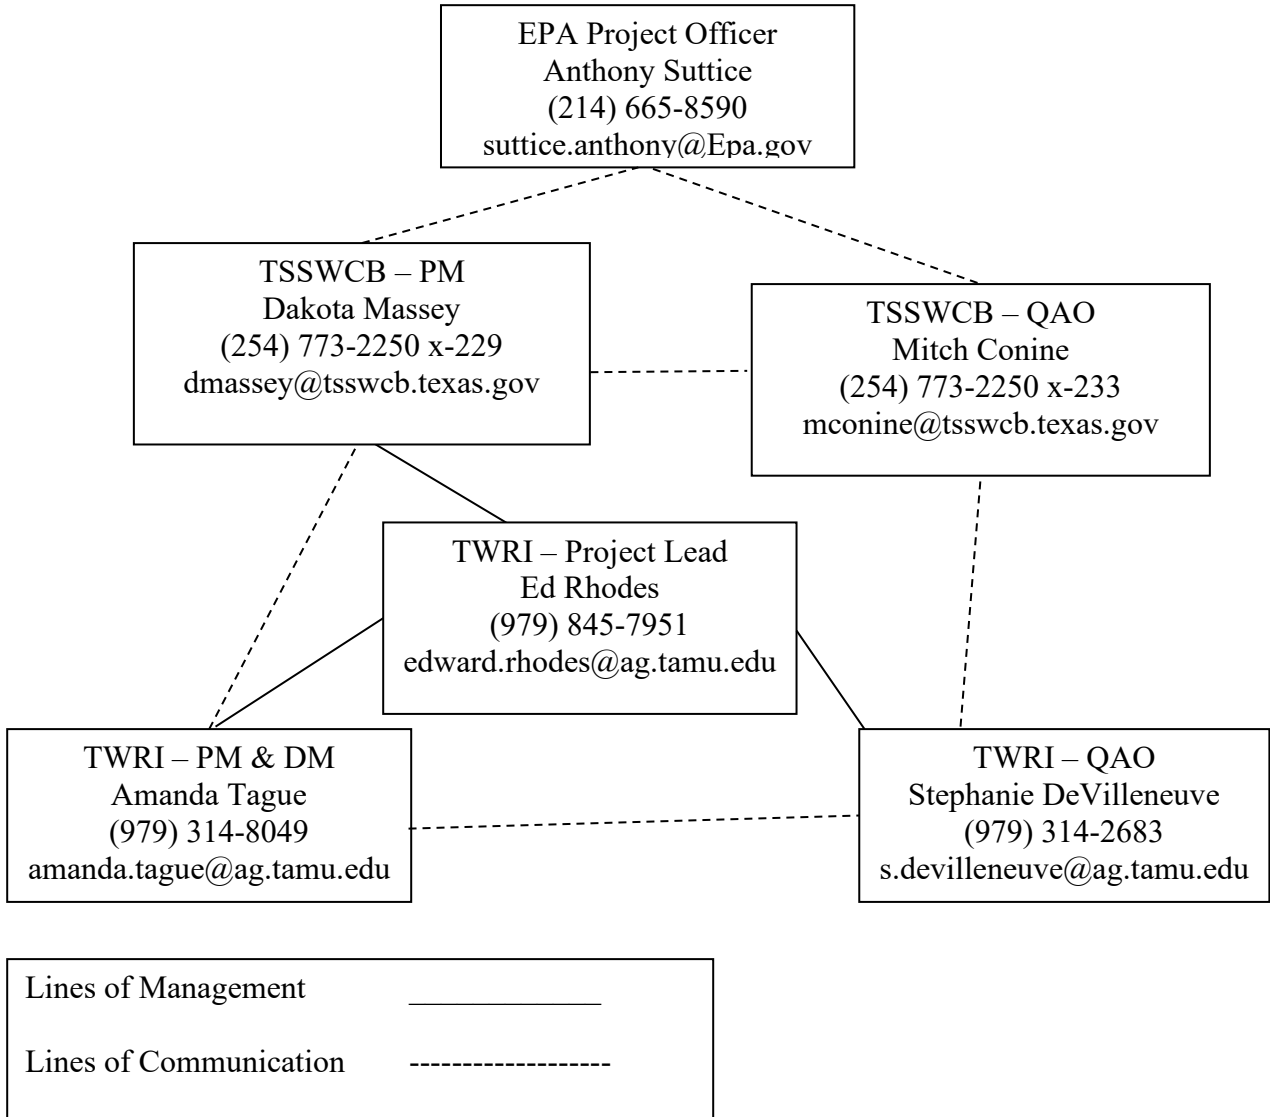 EPA Project Officer
Anthony Suttice
(214) 665-8590
suttice.anthony@Epa.gov
TSSWCB – PM
Dakota Massey
(254) 773-2250 x-229
dmassey@tsswcb.texas.gov
TSSWCB – QAO
Mitch Conine
(254) 773-2250 x-233
mconine@tsswcb.texas.gov
TWRI – Project Lead
Ed Rhodes
(979) 845-7951
edward.rhodes@ag.tamu.edu
TWRI – PM & DM
Amanda Tague
(979) 314-8049
amanda.tague@ag.tamu.edu
TWRI – QAO
Stephanie DeVilleneuve
(979) 314-2683
s.devilleneuve@ag.tamu.edu
Lines of Management ____________
Lines of Communication -------------------